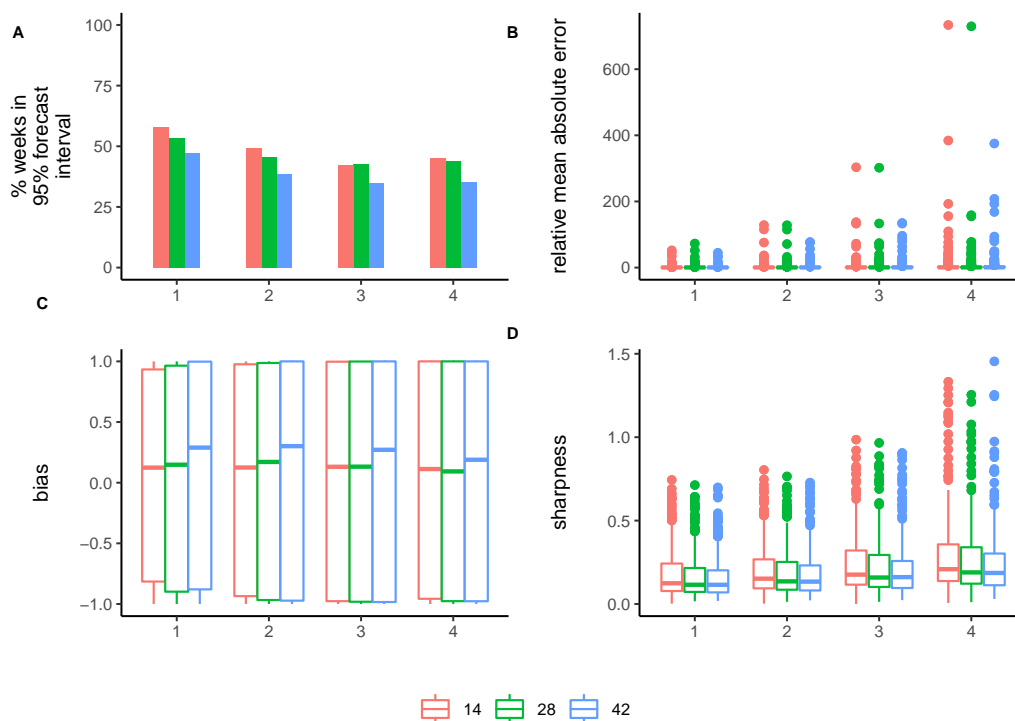 A
% weeks in
95% forecast
interval
100
75
50
25
0
1 2 3 4
B
relative mean absolute error
600
400
200
0
1 2 3 4
C
bias
1.0
0.5
0.0
−0.5
−1.0
1 2 3 4
D
sharpness
1.5
1.0
0.5
0.0
1 2 3 4
14 28 42